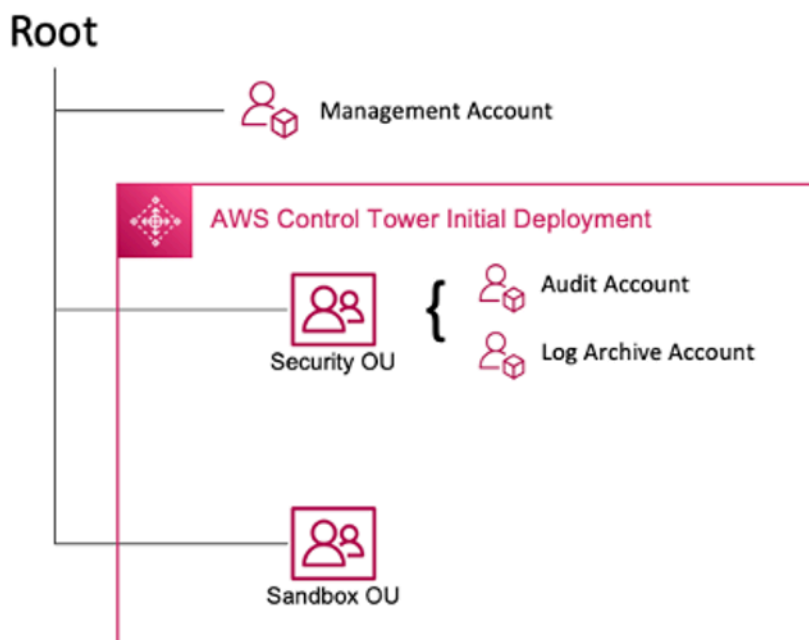 Root
Management Account
AWS Control Tower Initial Deployment
Audit Account
Security OU
Log Archive Account
Sandbox OU